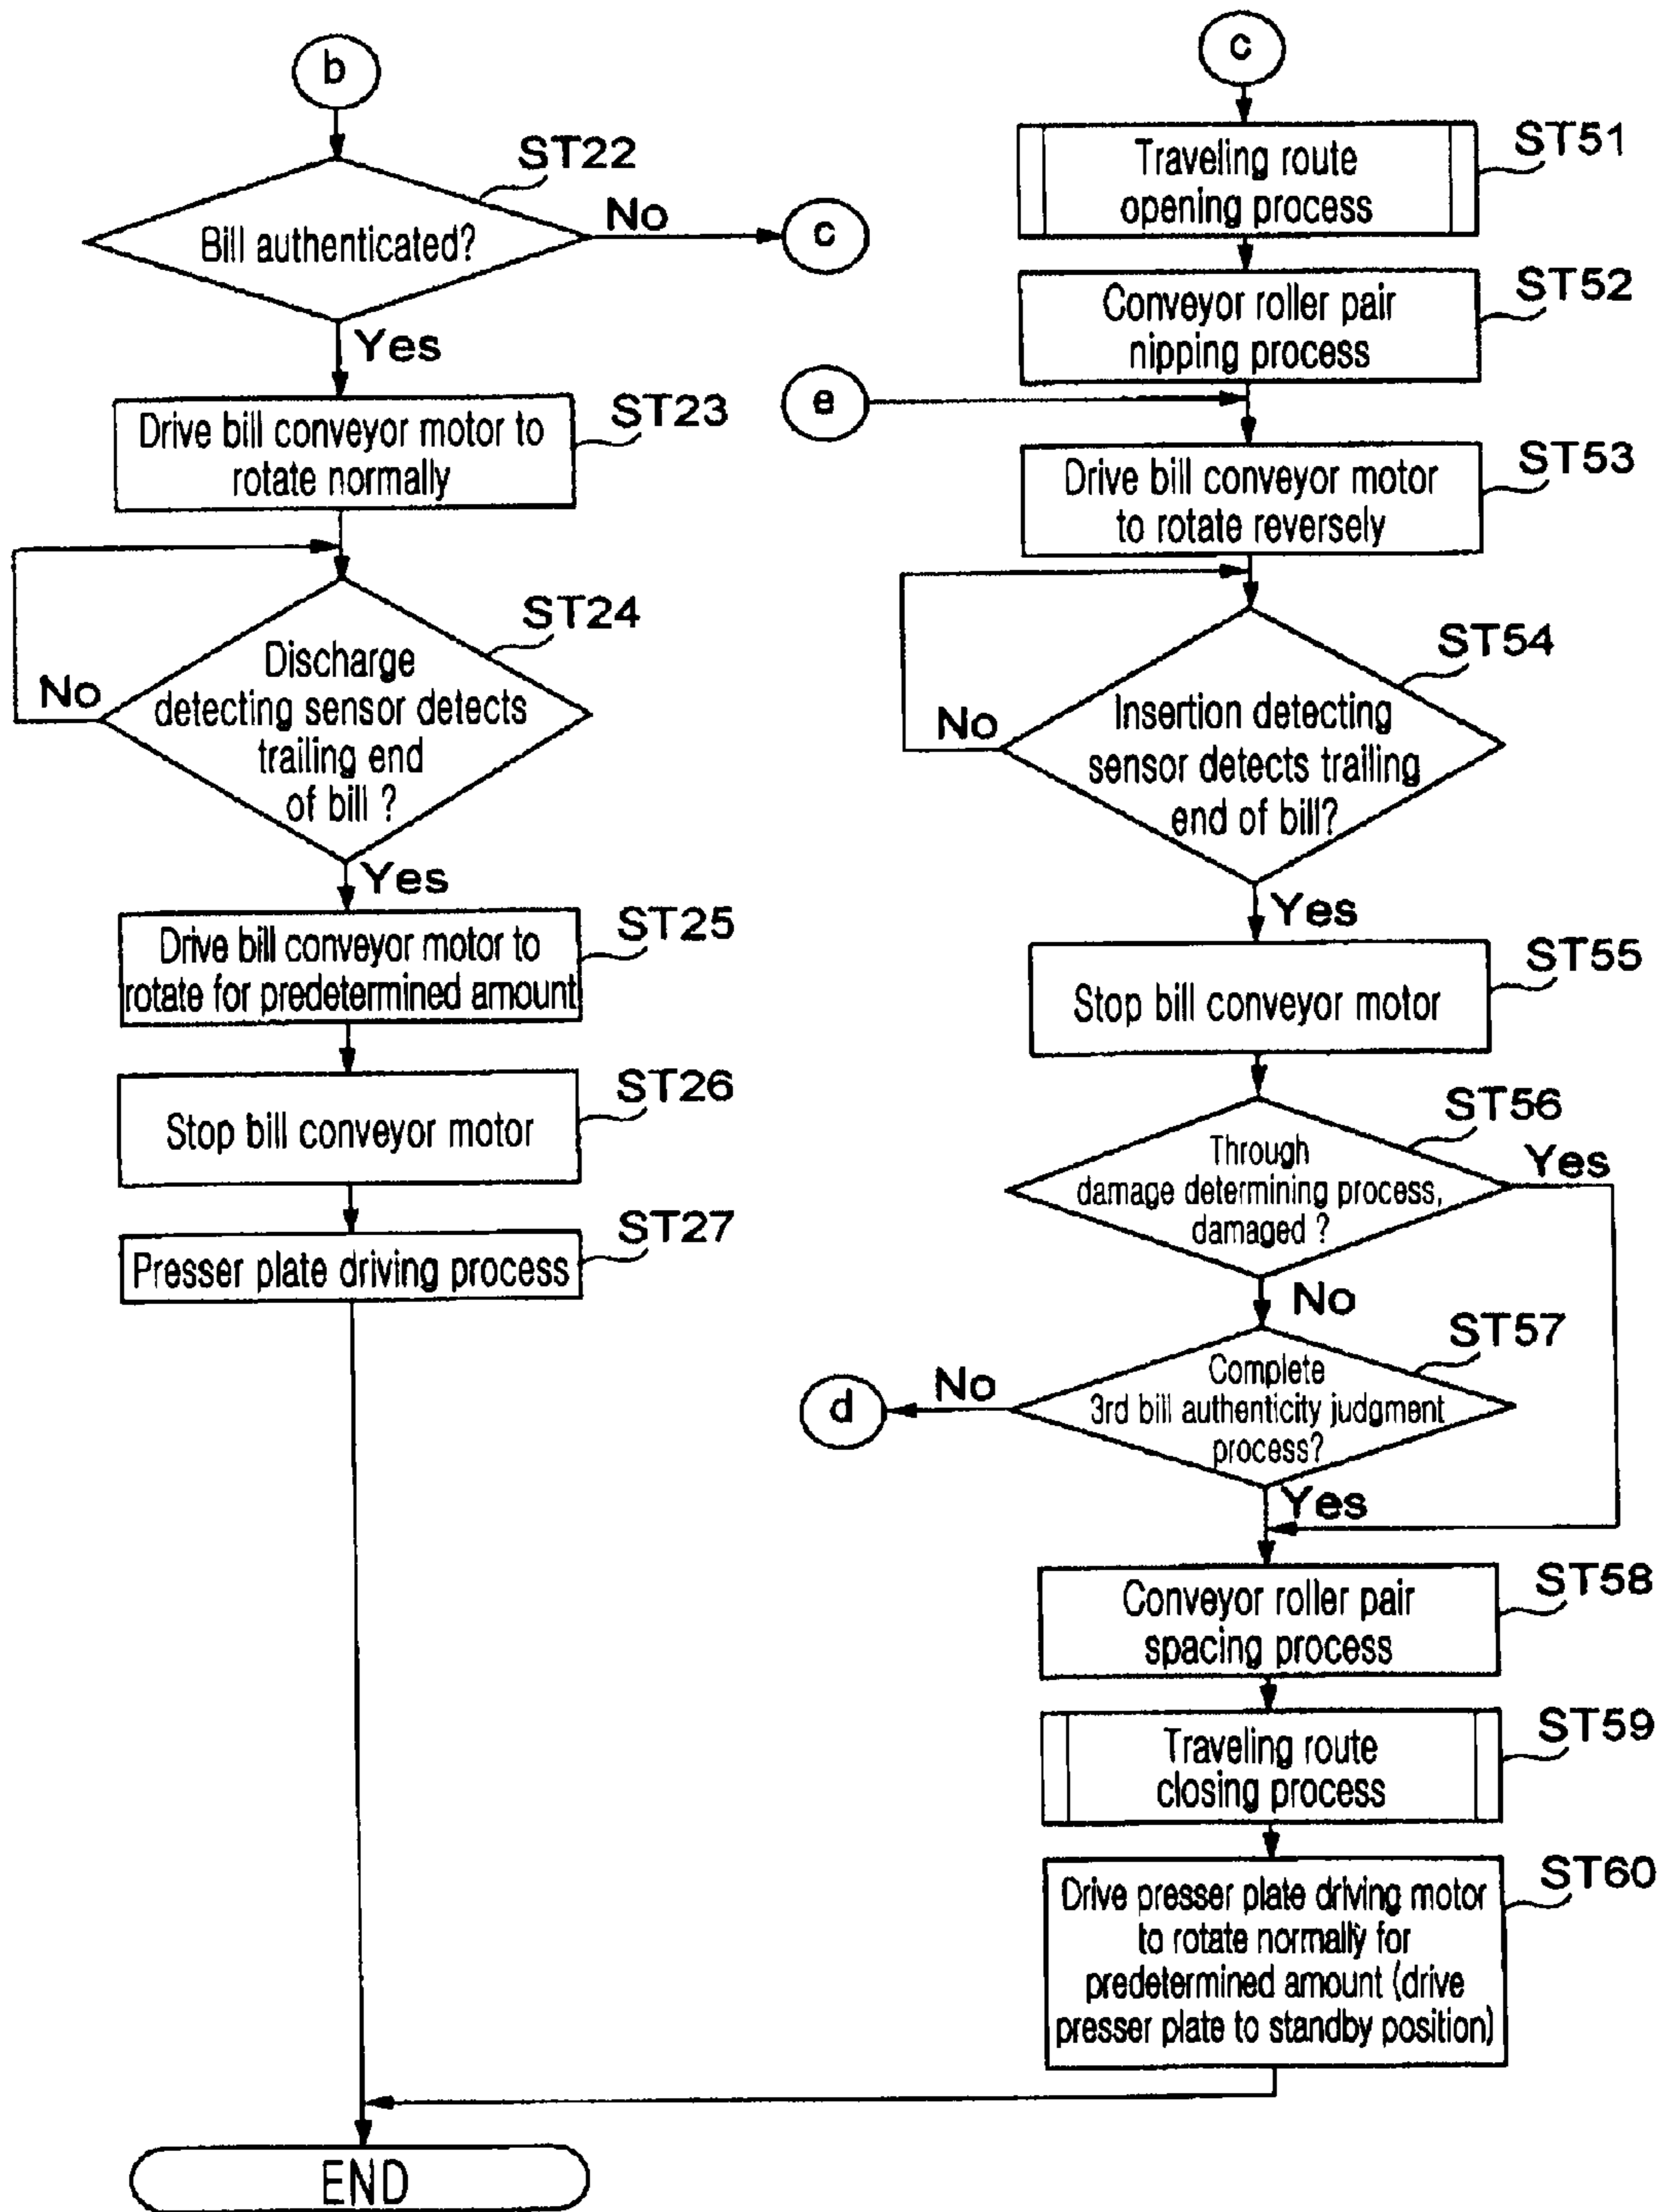 b
ST22
Bill authenticated?
No
c
Yes
ST23
Drive bill conveyor motor to
rotate normally
ST24
Discharge
detecting sensor detects
trailing end
of bill ?
No
Yes
ST25
Drive bill conveyor motor to
rotate for predetermined amount
ST26
Stop bill conveyor motor
ST27
Presser plate driving process
END
c
ST51
Traveling route
opening process
ST52
Conveyor roller pair
nipping process
e
ST53
Drive bill conveyor motor
to rotate reversely
ST54
Insertion detecting
sensor detects trailing
end of bill?
No
Yes
ST55
Stop bill conveyor motor
ST56
Through
damage determining process,
damaged ?
Yes
No
ST57
Complete
3rd bill authenticity judgment
process?
No
d
Yes
ST58
Conveyor roller pair
spacing process
ST59
Traveling route
closing process
ST60
Drive presser plate driving motor
to rotate normally for
predetermined amount (drive
presser plate to standby position)